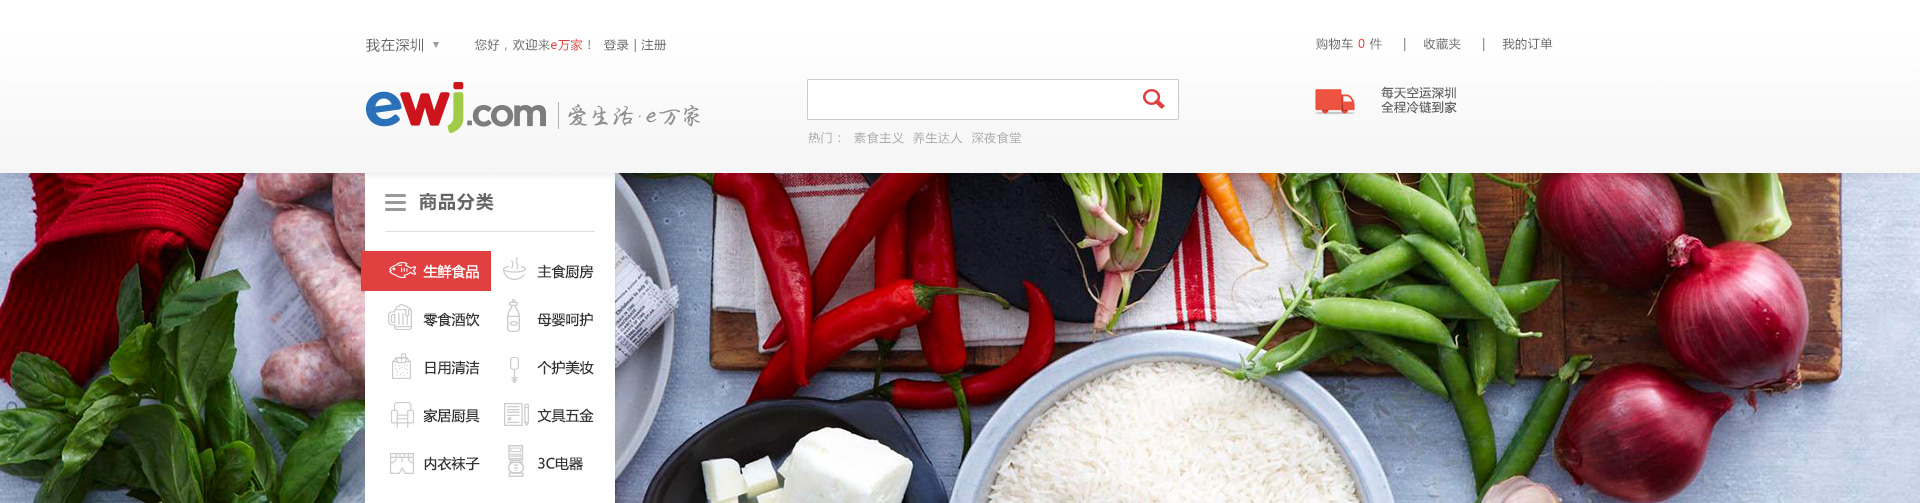 我在深圳 ▼ 您好，欢迎来e万家！ 登录 | 注册
购物车 0 件 | 收藏夹 | 我的订单
ewj.com 爱生活·e万家
热门： 素食主义 养生达人 深夜食堂
每天空运深圳
全程冷链到家
商品分类
生鲜食品 主食厨房
零食酒饮 母婴呵护
日用清洁 个护美妆
家居厨具 文具五金
内衣袜子 3C电器